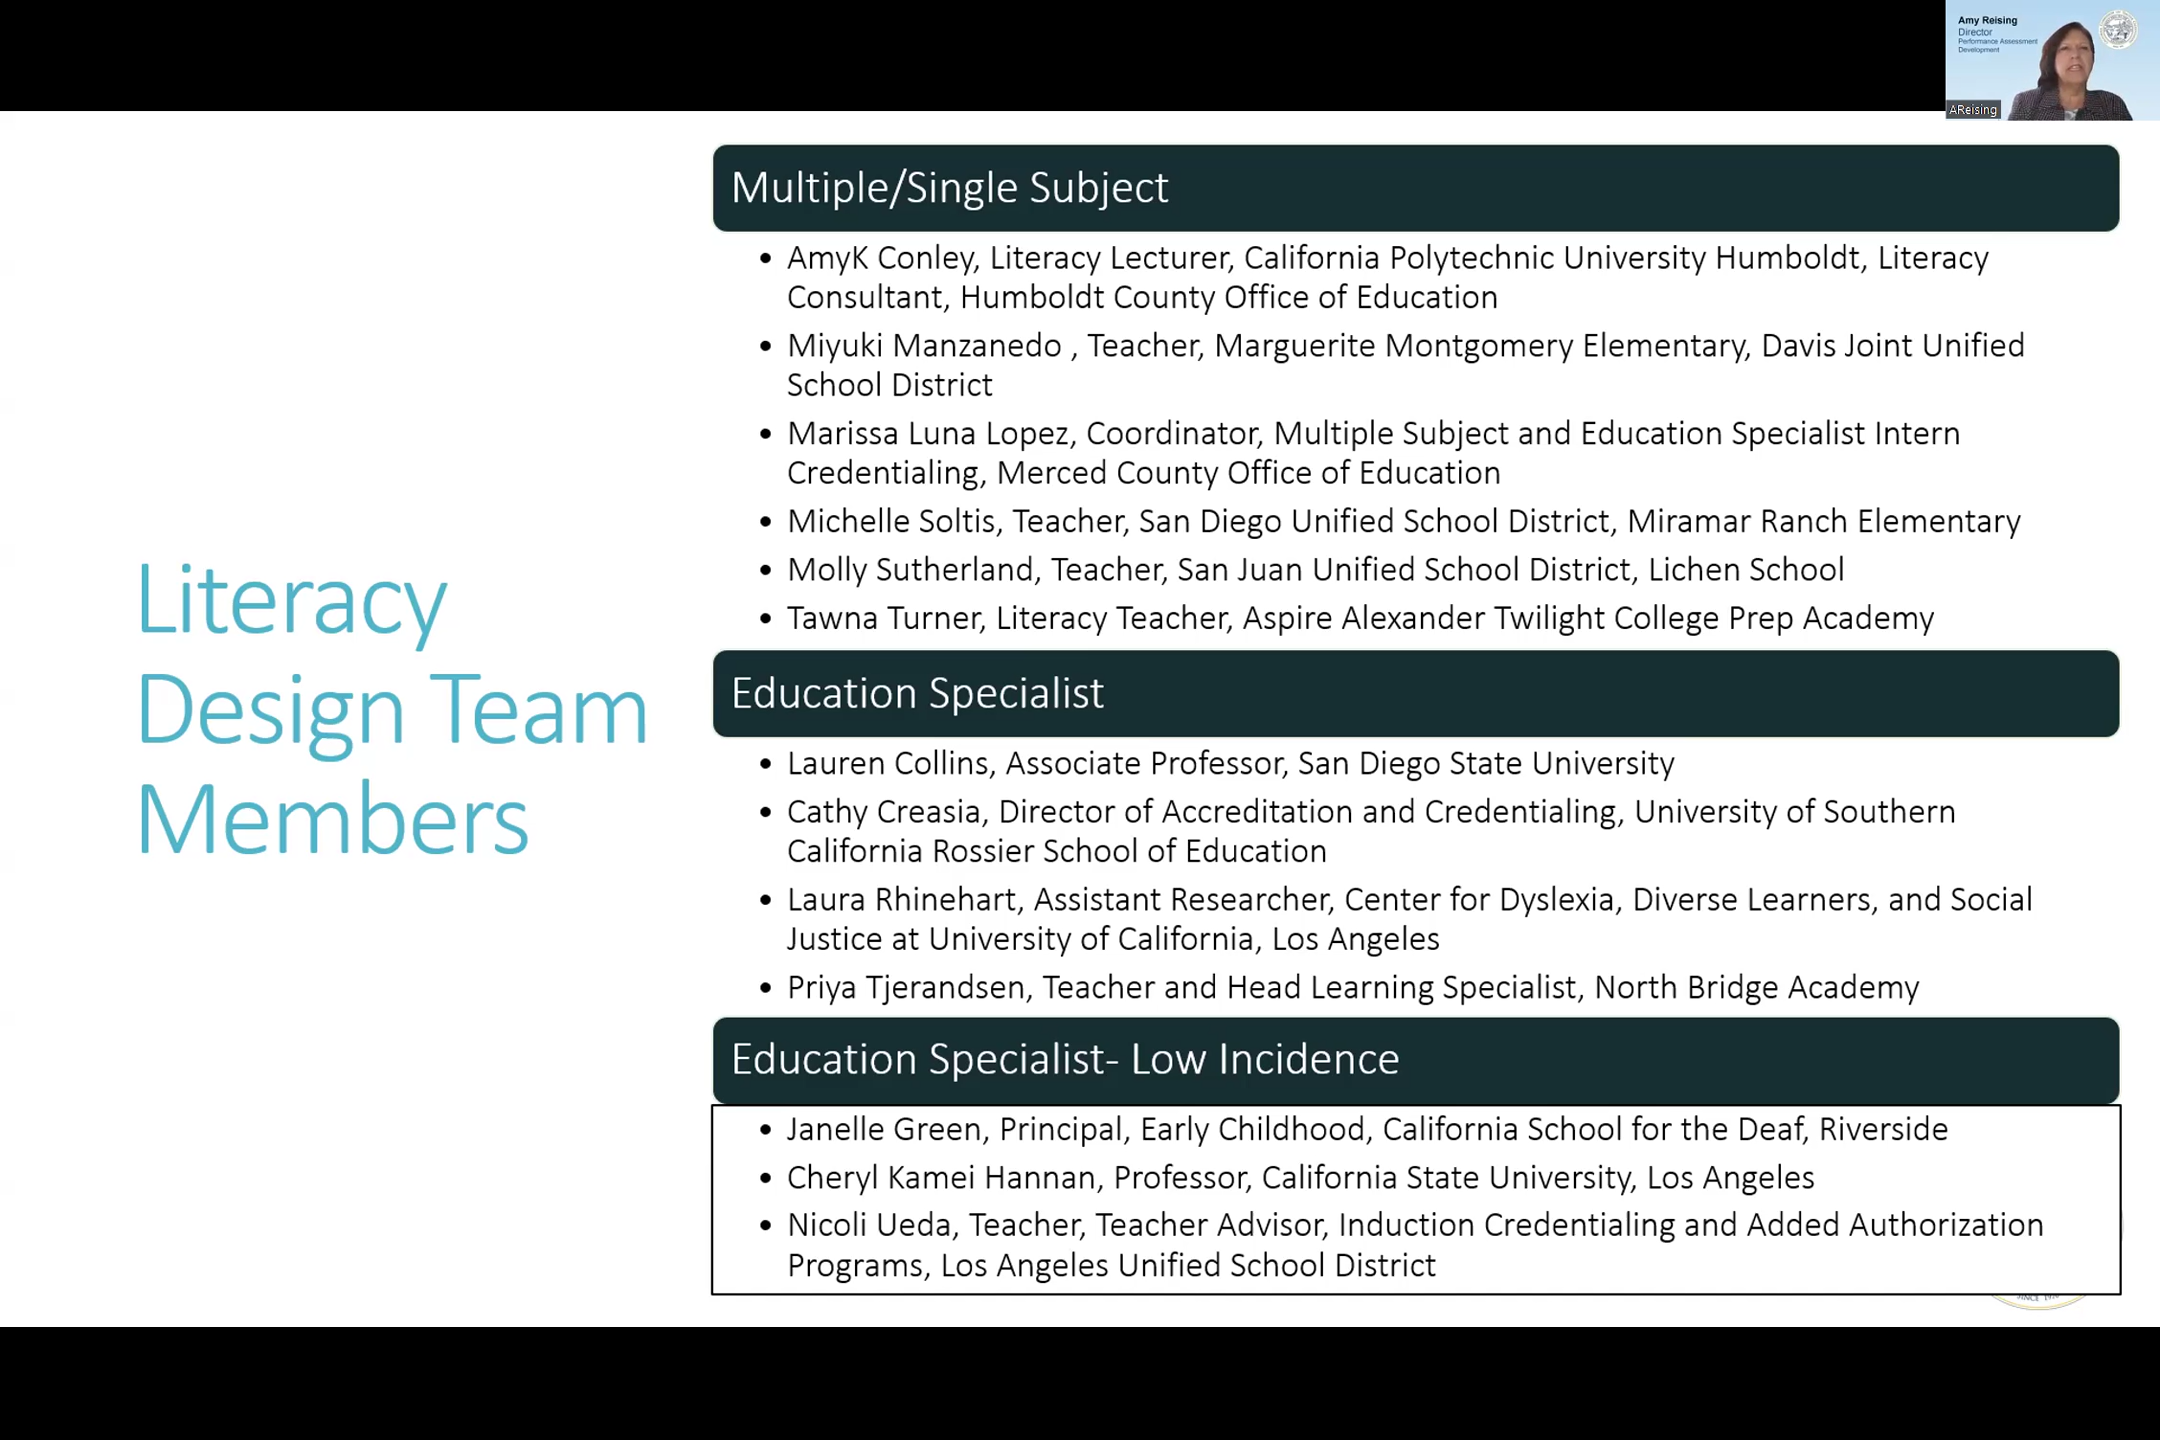 Amy Reising
Director
Performance Assessment
Development
AReising
Literacy
Design Team
Members
Multiple/Single Subject
• AmyK Conley, Literacy Lecturer, California Polytechnic University Humboldt, Literacy
Consultant, Humboldt County Office of Education
• Miyuki Manzanedo , Teacher, Marguerite Montgomery Elementary, Davis Joint Unified
School District
• Marissa Luna Lopez, Coordinator, Multiple Subject and Education Specialist Intern
Credentialing, Merced County Office of Education
• Michelle Soltis, Teacher, San Diego Unified School District, Miramar Ranch Elementary
• Molly Sutherland, Teacher, San Juan Unified School District, Lichen School
• Tawna Turner, Literacy Teacher, Aspire Alexander Twilight College Prep Academy
Education Specialist
• Lauren Collins, Associate Professor, San Diego State University
• Cathy Creasia, Director of Accreditation and Credentialing, University of Southern
California Rossier School of Education
• Laura Rhinehart, Assistant Researcher, Center for Dyslexia, Diverse Learners, and Social
Justice at University of California, Los Angeles
• Priya Tjerandsen, Teacher and Head Learning Specialist, North Bridge Academy
Education Specialist- Low Incidence
• Janelle Green, Principal, Early Childhood, California School for the Deaf, Riverside
• Cheryl Kamei Hannan, Professor, California State University, Los Angeles
• Nicoli Ueda, Teacher, Teacher Advisor, Induction Credentialing and Added Authorization
Programs, Los Angeles Unified School District
SINCE